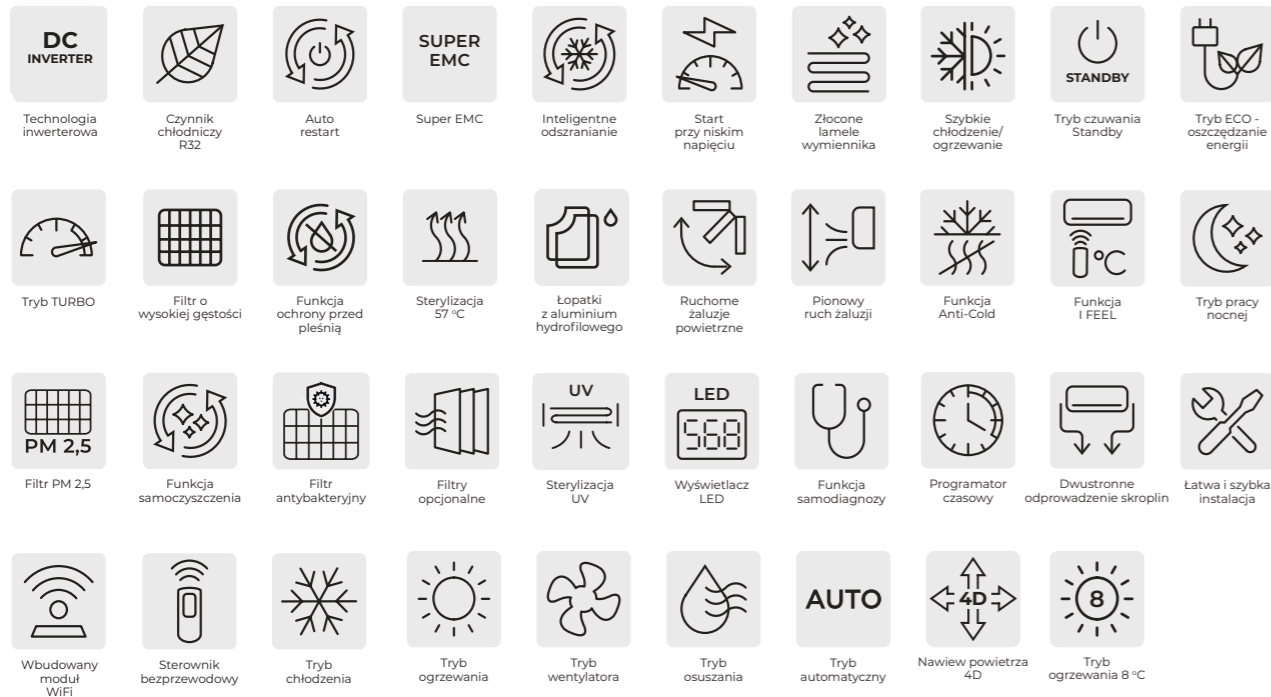 DC
INVERTER
Technologia
inwerterowa
Czynnik
chłodniczy
R32
Auto
restart
SUPER
EMC
Super EMC
Inteligentne
odszranianie
Start
przy niskim
napięciu
Złocone
lamele
wymiennika
Szybkie
chłodzenie/
ogrzewanie
STANDBY
Tryb czuwania
Standby
Tryb ECO -
oszczędzanie
energii
Tryb TURBO
Filtr o
wysokiej gęstości
Funkcja
ochrony przed
pleśnią
Sterylizacja
57 °C
Łopatki
z aluminium
hydrofilowego
Ruchome
żaluzje
powietrzne
Pionowy
ruch żaluzji
Funkcja
Anti-Cold
°C
Funkcja
I FEEL
Tryb pracy
nocnej
PM 2,5
Filtr PM 2,5
Funkcja
samoczyszczenia
Filtr
antybakteryjny
Filtry
opcjonalne
UV
Sterylizacja
UV
LED
568
Wyświetlacz
LED
Funkcja
samodiagnozy
Programator
czasowy
Dwustronne
odprowadzenie skroplin
Łatwa i szybka
instalacja
Wbudowany
moduł
WiFi
Sterownik
bezprzewodowy
Tryb
chłodzenia
Tryb
ogrzewania
Tryb
wentylatora
Tryb
osuszania
AUTO
Tryb
automatyczny
4D
Nawiew powietrza
4D
8
Tryb
ogrzewania 8 °C